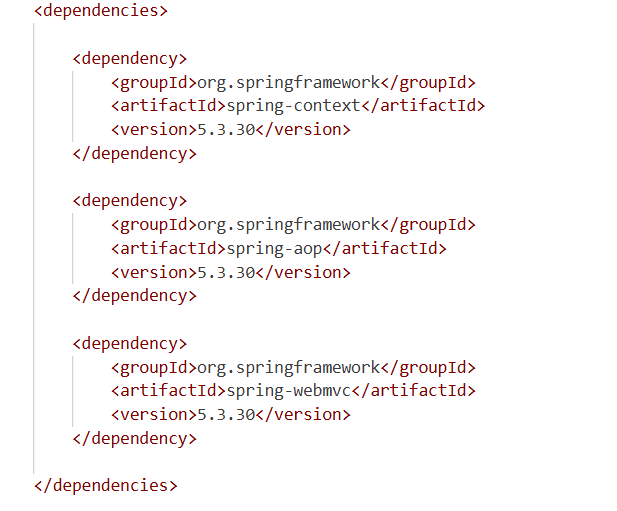 <dependencies>
<dependency>
<groupId>org.springframework</groupId>
<artifactId>spring-context</artifactId>
<version>5.3.30</version>
</dependency>
<dependency>
<groupId>org.springframework</groupId>
<artifactId>spring-aop</artifactId>
<version>5.3.30</version>
</dependency>
<dependency>
<groupId>org.springframework</groupId>
<artifactId>spring-webmvc</artifactId>
<version>5.3.30</version>
</dependency>
</dependencies>